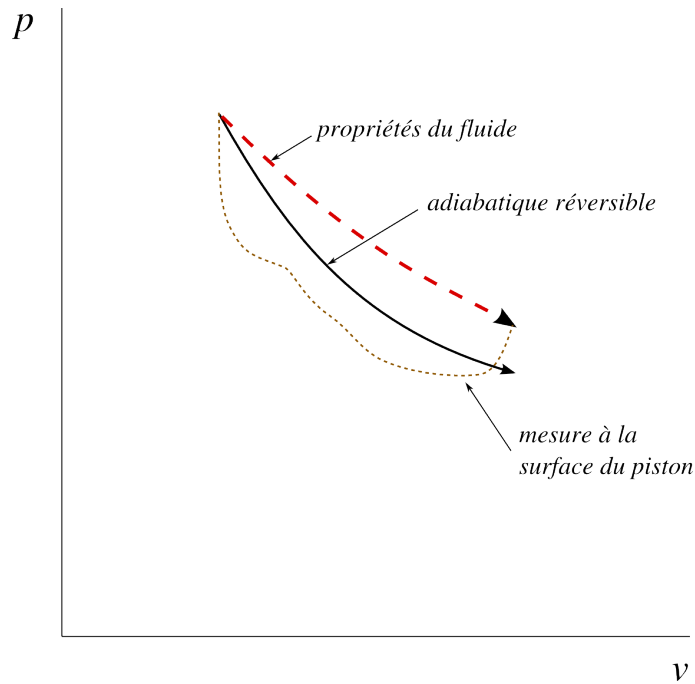 p
propriétés du fluide
adiabatique réversible
mesure à la
surface du piston
v